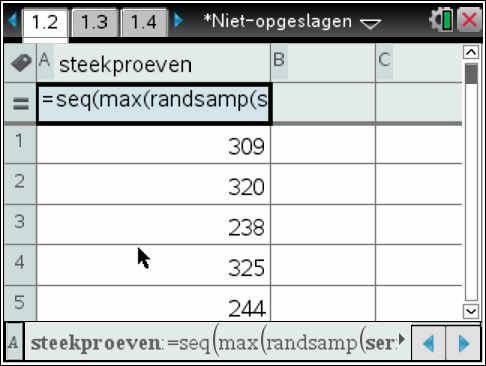 1.2 1.3 1.4 *Niet-opgeslagen
A steekproeven B C
= =seq(max(randsamp(s
1 309
2 320
3 238
4 325
5 244
A steekproeven:=seq(max(randsamp(ser